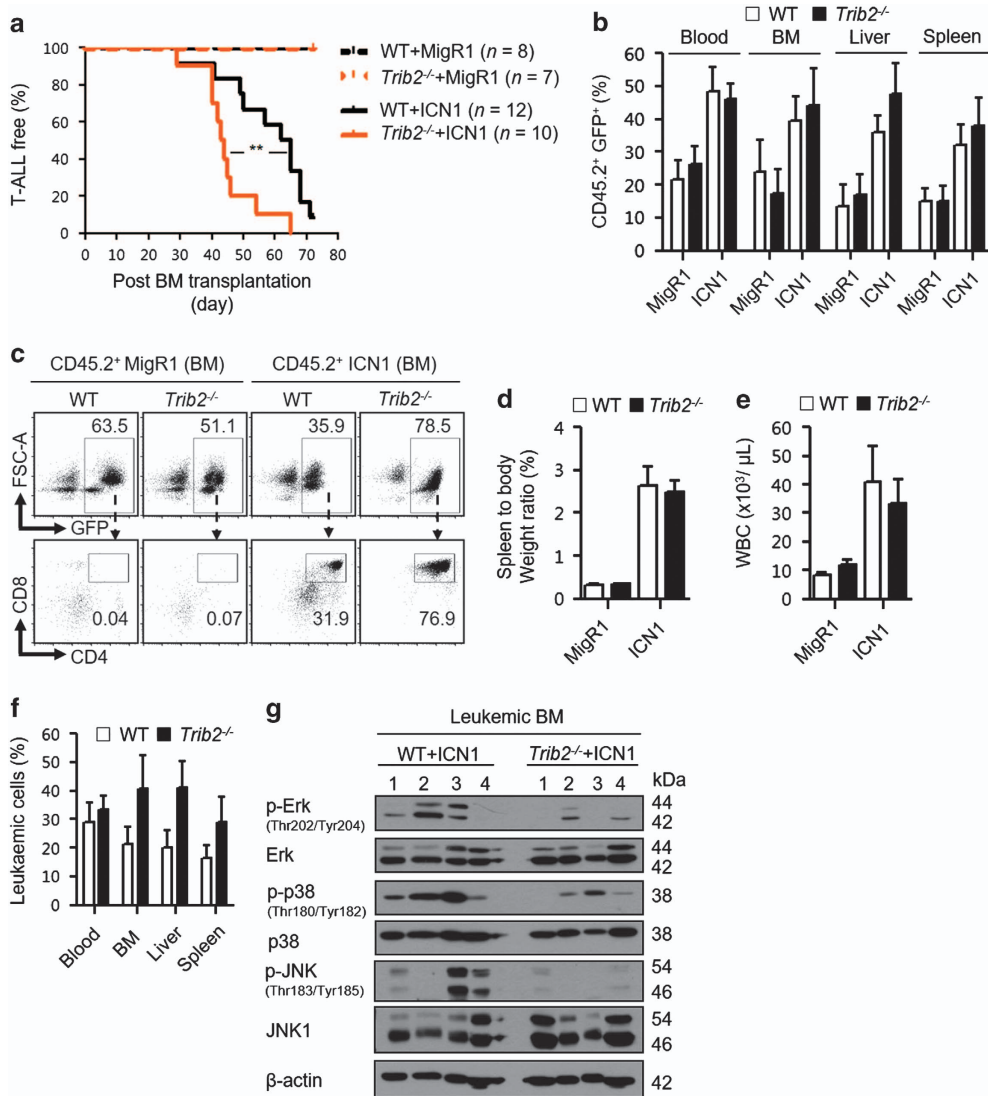 a
T-ALL free (%)
100
80
60
40
20
0
**
0 10 20 30 40 50 60 70 80
Post BM transplantation
(day)
WT+MigR1 (n = 8)
Trib2-/-+MigR1 (n = 7)
WT+ICN1 (n = 12)
Trib2-/-+ICN1 (n = 10)
b
WT Trib2-/-
Blood BM Liver Spleen
CD45.2+ GFP+ (%)
60
50
40
30
20
10
0
MigR1 ICN1 MigR1 ICN1 MigR1 ICN1 MigR1 ICN1
c
CD45.2+ MigR1 (BM) CD45.2+ ICN1 (BM)
WT Trib2-/- WT Trib2-/-
63.5 51.1 35.9 78.5
FSC-A
GFP
0.04 0.07 31.9 76.9
CD8
CD4
d
WT Trib2-/-
Spleen to body
Weight ratio (%)
4
3
2
1
0
MigR1 ICN1
e
WT Trib2-/-
WBC (x10³/ µL)
60
50
40
30
20
10
0
MigR1 ICN1
f
WT Trib2-/-
Leukaemic cells (%)
60
50
40
30
20
10
0
Blood BM Liver Spleen
g
Leukemic BM
WT+ICN1 Trib2-/-+ICN1
1 2 3 4 1 2 3 4 kDa
p-Erk
(Thr202/Tyr204)
44
42
Erk
44
42
p-p38
(Thr180/Tyr182)
38
p38
38
p-JNK
(Thr183/Tyr185)
54
46
JNK1
54
46
β-actin
42